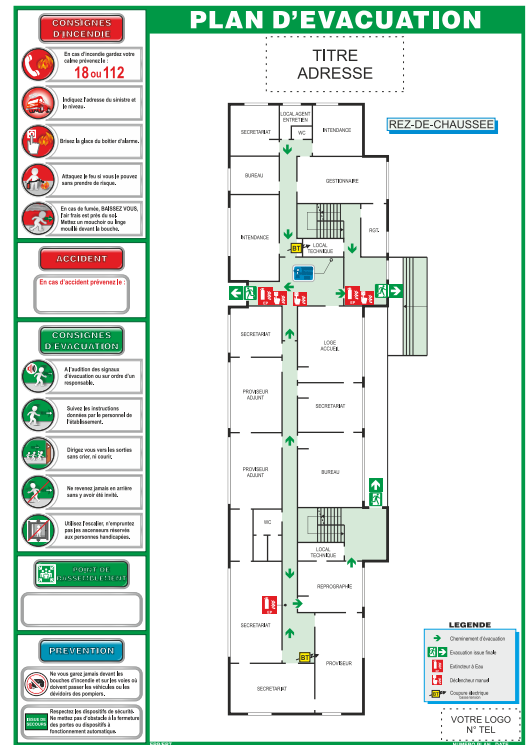 PLAN D'EVACUATION
CONSIGNES
D'INCENDIE
En cas d'incendie gardez votre
calme prévenez le :
18 ou 112
Indiquez l'adresse du sinistre et
le niveau.
Brisez la glace du boitier d'alarme.
Attaquez le feu si vous le pouvez
sans prendre de risque.
En cas de fumée, BAISSEZ VOUS,
l'air frais est près du sol.
Mettez un mouchoir ou linge
mouillé devant la bouche.
ACCIDENT
En cas d'accident prévenez le :
CONSIGNES
D'EVACUATION
A l'audition des signaux
d'évacuation ou sur ordre d'un
responsable.
Suivez les instructions
données par le personnel de
l'établissement.
Dirigez vous vers les sorties
sans crier, ni courir.
Ne revenez jamais en arrière
sans y avoir été invité.
Utilisez l'escalier, n'empruntez
pas les ascenseurs réservés
aux personnes handicapées.
POINT DE
RASSEMBLEMENT
PREVENTION
Ne vous garez jamais devant les
bouches d'incendie et sur les voies où
doivent passer les véhicules ou les
dévidoirs des pompiers.
ISSUE DE
SECOURS
Respectez les dispositifs de sécurité.
Ne mettez pas d'obstacle à la fermeture
des portes ou dispositifs à
fonctionnement automatique.
TITRE
ADRESSE
REZ-DE-CHAUSSEE
SECRETARIAT
LOCAL AGENT
ENTRETIEN
WC
INTENDANCE
BUREAU
GESTIONNAIRE
INTENDANCE
RGT.
BT
LOCAL
TECHNIQUE
SECRETARIAT
LOGE
ACCUEIL
PROVISEUR
ADJUNT
SECRETARIAT
PROVISEUR
ADJUNT
BUREAU
WC
LOCAL
TECHNIQUE
REPROGRAPHIE
SECRETARIAT
BT
PROVISEUR
SECRETARIAT
LEGENDE
Cheminement d'évacuation
Evacuation issue finale
Extincteur à Eau
Déclencheur manuel
BT
Coupure électrique
VOTRE LOGO
N° TEL